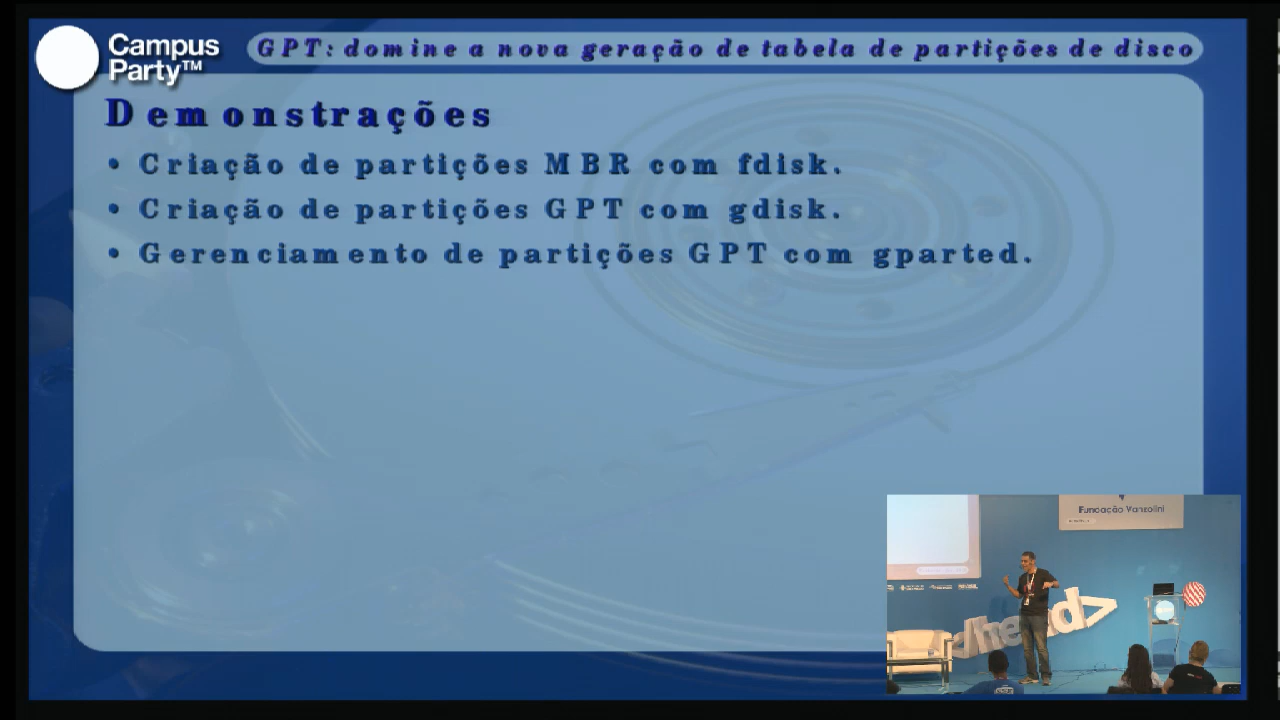 Campus
Party™
GPT: domine a nova geração de tabela de partições de disco
Demonstrações
• Criação de partições MBR com fdisk.
• Criação de partições GPT com gdisk.
• Gerenciamento de partições GPT com gparted.
Fundação Vanzolini